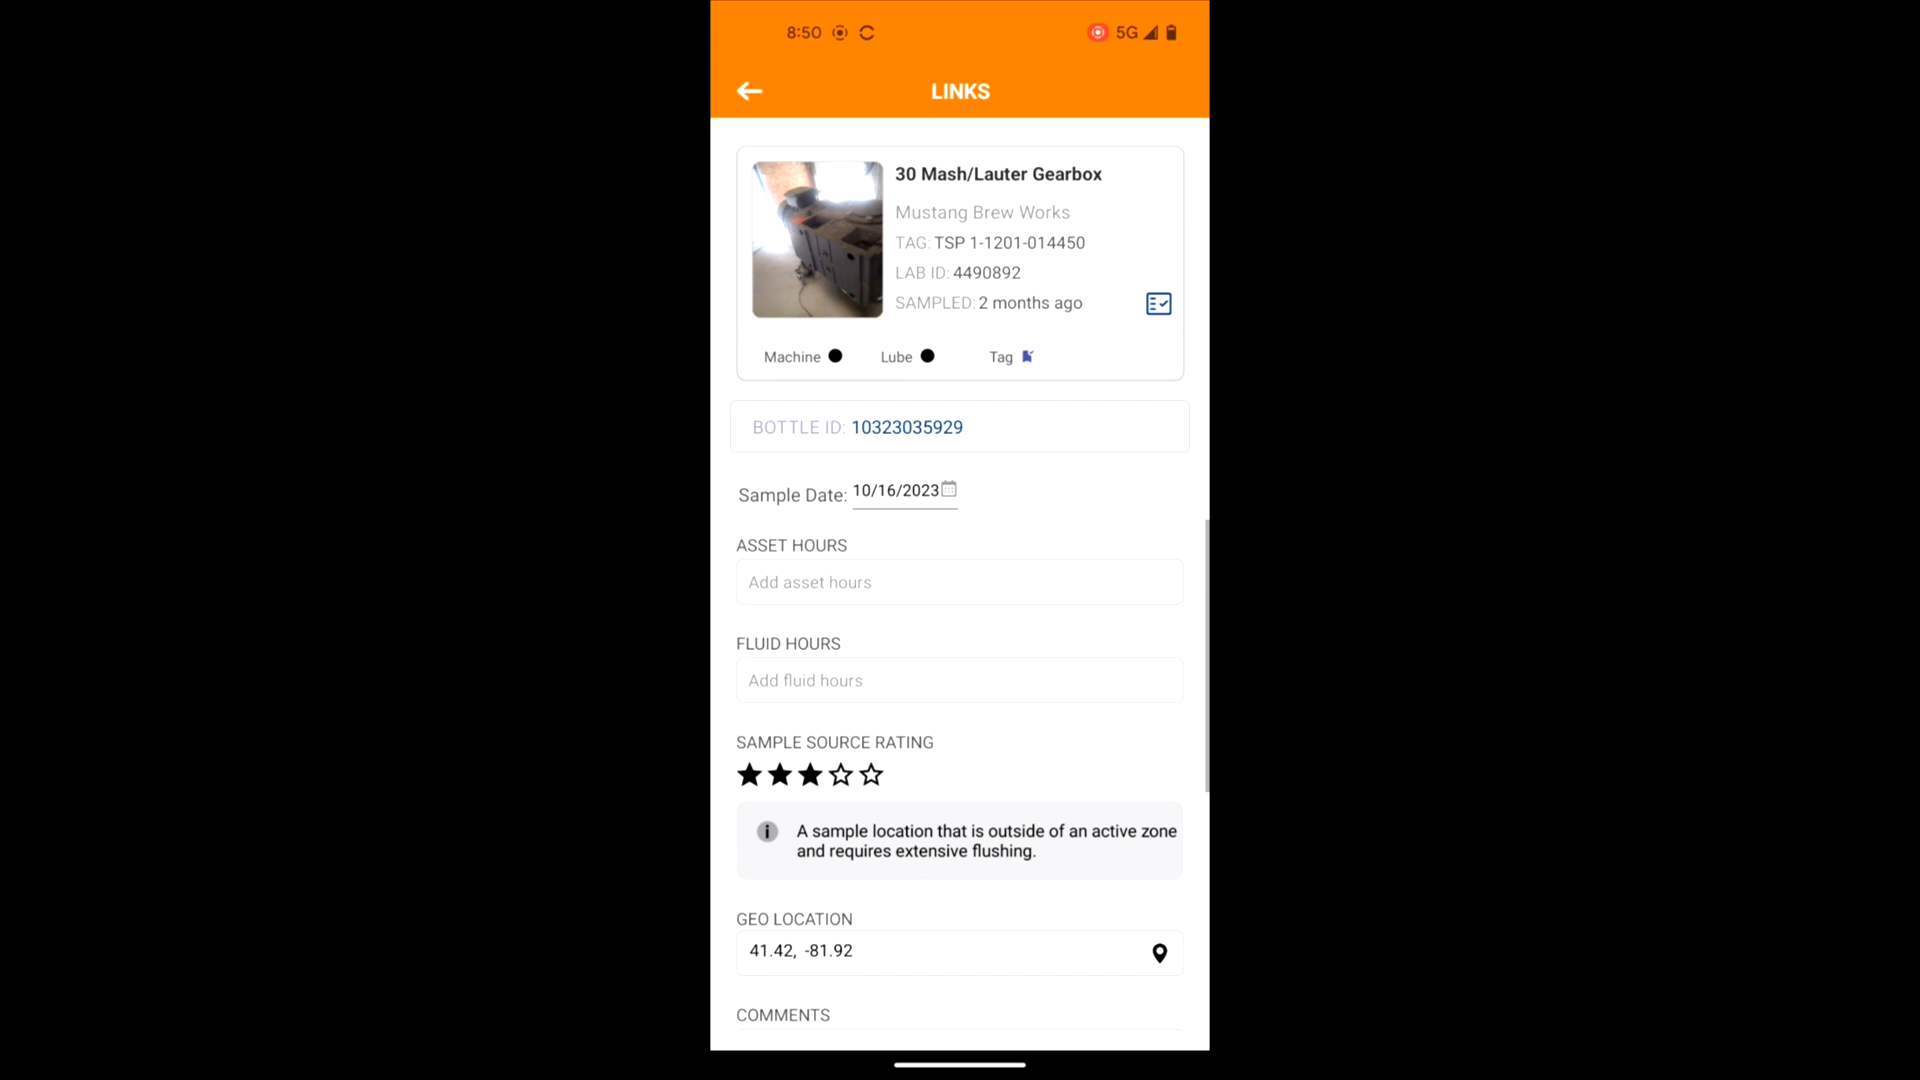 8:50 5G
LINKS
30 Mash/Lauter Gearbox
Mustang Brew Works
TAG: TSP 1-1201-014450
LAB ID: 4490892
SAMPLED: 2 months ago
Machine Lube Tag
BOTTLE ID: 10323035929
Sample Date: 10/16/2023
ASSET HOURS
Add asset hours
FLUID HOURS
Add fluid hours
SAMPLE SOURCE RATING
A sample location that is outside of an active zone
and requires extensive flushing.
GEO LOCATION
41.42, -81.92
COMMENTS